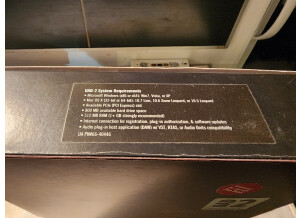 UAD-2 System Requirements
• Microsoft Windows (x86 or x64) Win7, Vista, or XP
• Mac OS X (32-bit or 64-bit) 10.7 Lion, 10.6 Snow Leopard, or 10.5 Leopard
• Available PCIe (PCI Express) slot
• 300 MB available hard drive space
• 512 MB RAM (1+ GB strongly recommended)
• Internet connection for registration, plug-in authorization, & software updates
• Audio plug-in host application (DAW) w/ VST, RTAS, or Audio Units compatibility